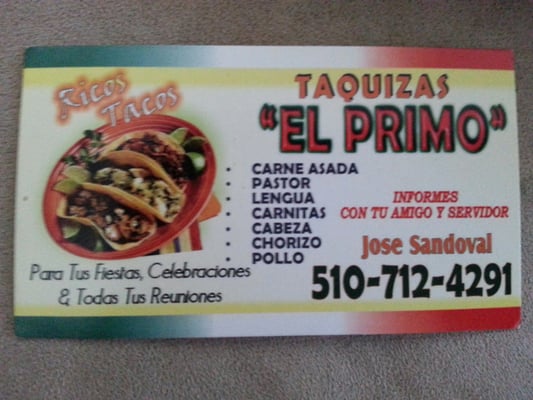 Ricos
Tacos
TAQUIZAS
"EL PRIMO"
• CARNE ASADA
• PASTOR
• LENGUA
• CARNITAS
• CABEZA
• CHORIZO
• POLLO
INFORMES
CON TU AMIGO Y SERVIDOR
Jose Sandoval
510-712-4291
Para Tus Fiestas, Celebraciones
& Todas Tus Reuniones